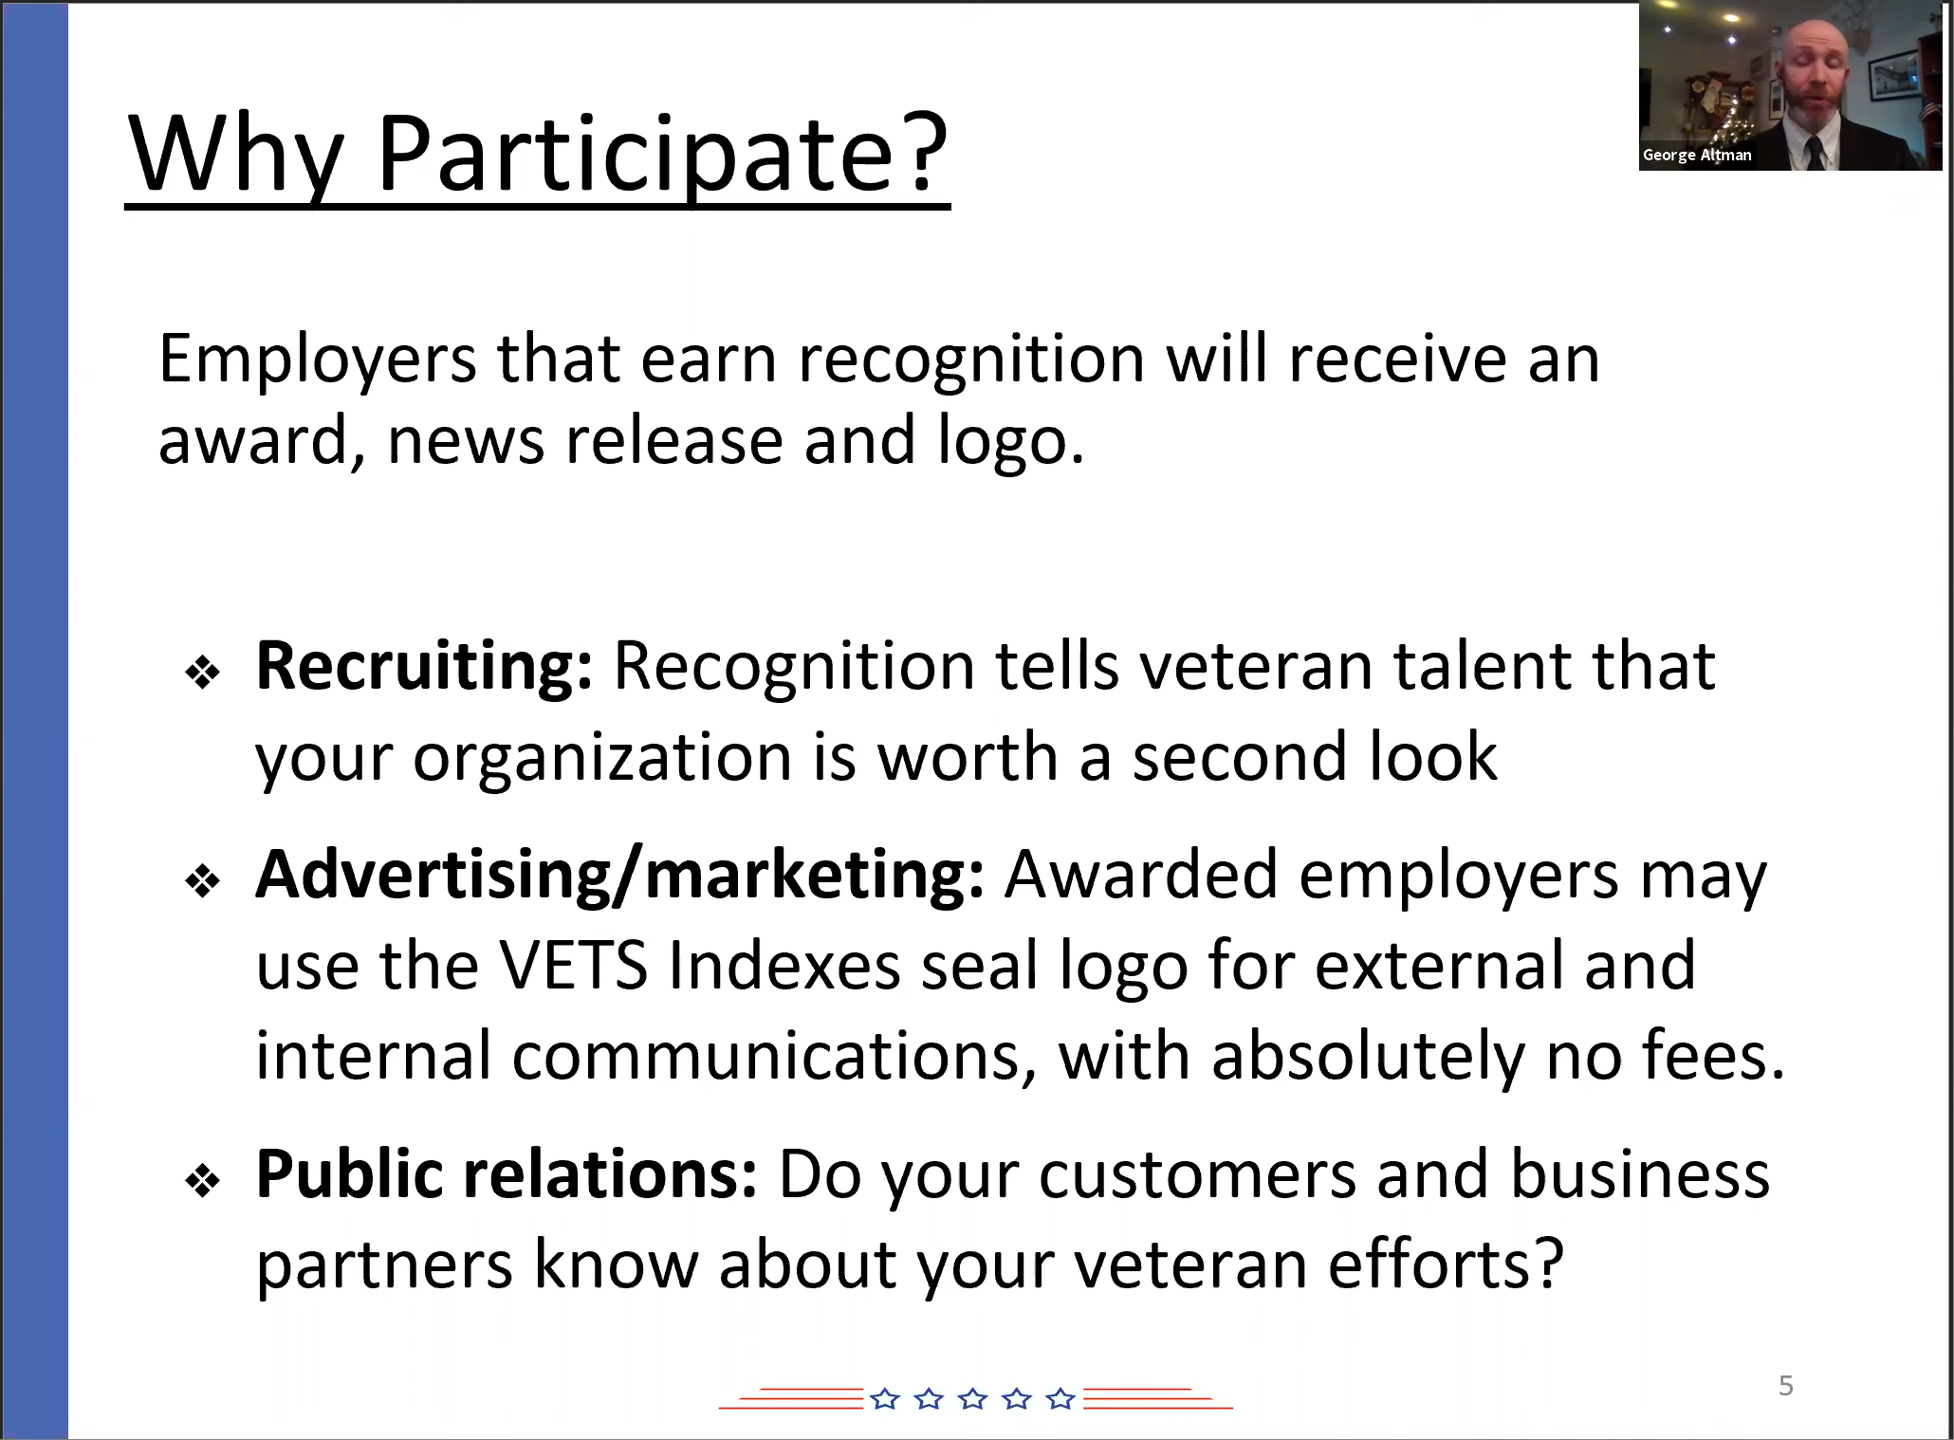 Why Participate?
George Altman
Employers that earn recognition will receive an
award, news release and logo.
❖ Recruiting: Recognition tells veteran talent that
your organization is worth a second look
❖ Advertising/marketing: Awarded employers may
use the VETS Indexes seal logo for external and
internal communications, with absolutely no fees.
❖ Public relations: Do your customers and business
partners know about your veteran efforts?
5